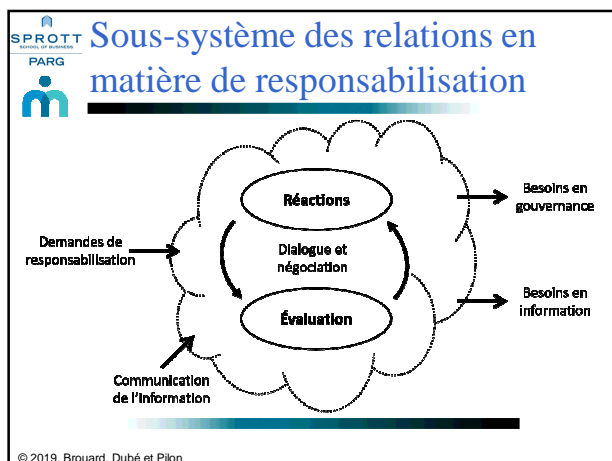 SPROTT
SCHOOL OF BUSINESS
PARG
Sous-système des relations en
matière de responsabilisation
Réactions
Besoins en
gouvernance
Demandes de
responsabilisation
Dialogue et
négociation
Besoins en
information
Évaluation
Communication
de l'information
© 2019, Brouard, Dubé et Pilon